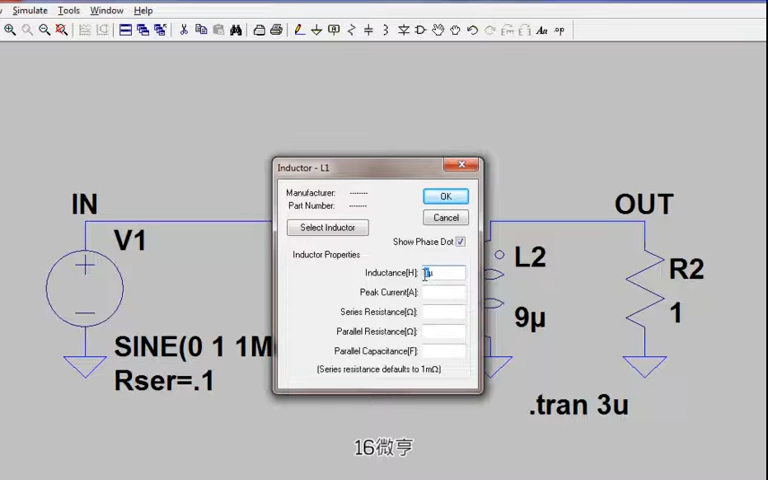 Simulate Tools Window Help
Inductor - L1
Manufacturer: --------
OK
Part Number: --------
Cancel
Select Inductor
Show Phase Dot
Inductor Properties
Inductance[H]:
Peak Current[A]:
Series Resistance[Ω]:
Parallel Resistance[Ω]:
Parallel Capacitance[F]:
(Series resistance defaults to 1mΩ)
IN
V1
SINE(0 1 1M
Rser=.1
OUT
L2
9µ
R2
1
.tran 3u
16微亨